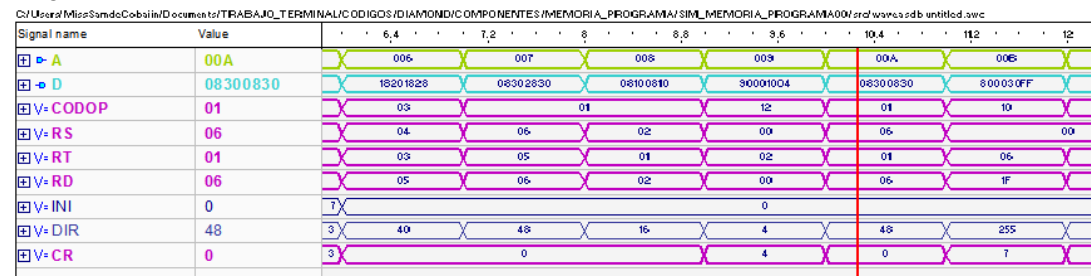 C:/Users/MissSamdeCobaiin/Documents/TRABAJO_TERMINAL/CODIGOS/DIAMOND/COMPONENTES/MEMORIA_PROGRAMA/SIM_MEMORIA_PROGRAMA00/src/wave.asdb untitled.awc
Signal name Value 6,4 7,2 8 8,8 9,6 10,4 11,2 12
A 00A 006 007 008 009 00A 00B
D 08300830 18201828 08302830 08100810 90001004 08300830 800030FF
V= CODOP 01 03 01 12 01 10
V= RS 06 04 06 02 00 06 00
V= RT 01 03 05 01 02 01 06
V= RD 06 05 06 02 00 06 1F
V= INI 0 7 0
V= DIR 48 3 40 48 16 4 48 255
V= CR 0 3 0 4 0 7